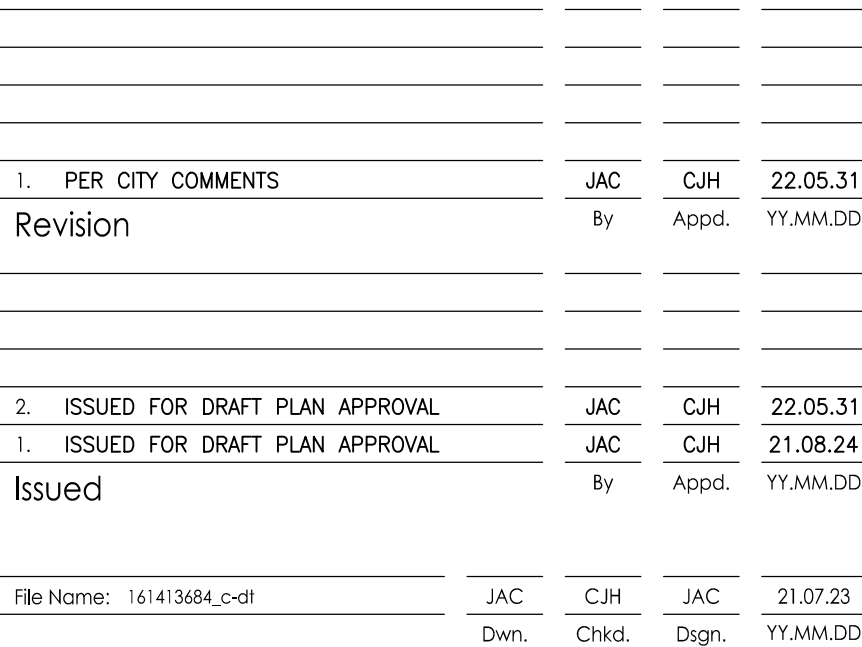 1. PER CITY COMMENTS JAC CJH 22.05.31
Revision By Appd. YY.MM.DD
2. ISSUED FOR DRAFT PLAN APPROVAL JAC CJH 22.05.31
1. ISSUED FOR DRAFT PLAN APPROVAL JAC CJH 21.08.24
Issued By Appd. YY.MM.DD
File Name: 161413684_c-dt JAC CJH JAC 21.07.23
Dwn. Chkd. Dsgn. YY.MM.DD